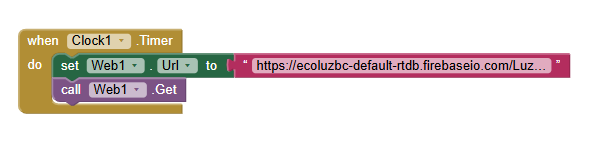 when Clock1 .Timer
do set Web1 . Url to " https://ecoluzbc-default-rtdb.firebaseio.com/Luz... "
call Web1 .Get